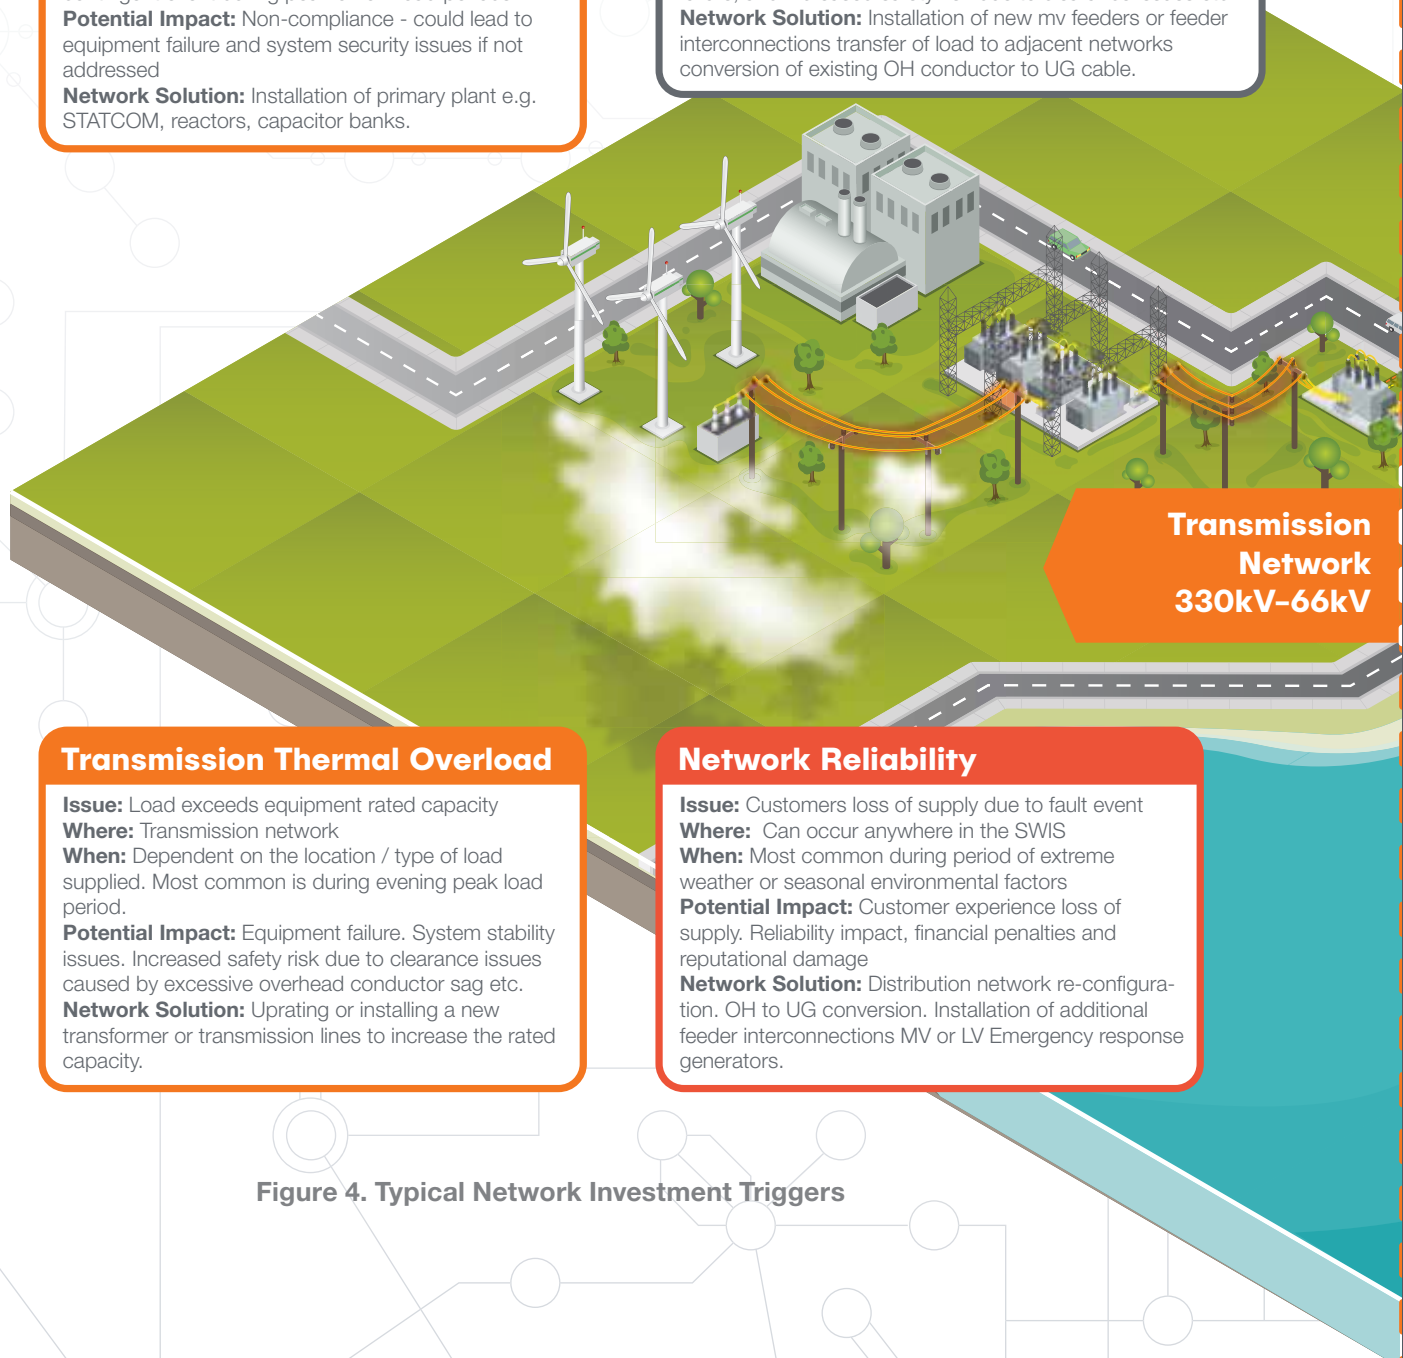 Potential Impact: Non-compliance - could lead to
equipment failure and system security issues if not
addressed
Network Solution: Installation of primary plant e.g.
STATCOM, reactors, capacitor banks.
Network Solution: Installation of new mv feeders or feeder
interconnections transfer of load to adjacent networks
conversion of existing OH conductor to UG cable.
Transmission
Network
330kV-66kV
Transmission Thermal Overload
Issue: Load exceeds equipment rated capacity
Where: Transmission network
When: Dependent on the location / type of load
supplied. Most common is during evening peak load
period.
Potential Impact: Equipment failure. System stability
issues. Increased safety risk due to clearance issues
caused by excessive overhead conductor sag etc.
Network Solution: Uprating or installing a new
transformer or transmission lines to increase the rated
capacity.
Network Reliability
Issue: Customers loss of supply due to fault event
Where: Can occur anywhere in the SWIS
When: Most common during period of extreme
weather or seasonal environmental factors
Potential Impact: Customer experience loss of
supply. Reliability impact, financial penalties and
reputational damage
Network Solution: Distribution network re-configura-
tion. OH to UG conversion. Installation of additional
feeder interconnections MV or LV Emergency response
generators.
Figure 4. Typical Network Investment Triggers